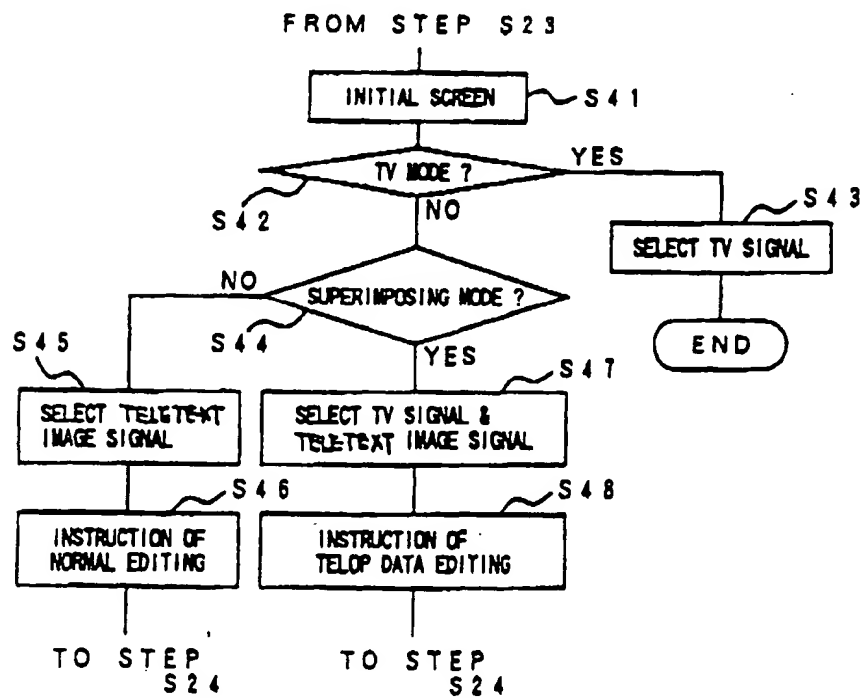 FROM STEP S23
INITIAL SCREEN
S41
TV MODE ?
YES
S42
NO
S43
SELECT TV SIGNAL
END
SUPERIMPOSING MODE ?
NO
S44
YES
S45
SELECT TELETEXT
IMAGE SIGNAL
S47
SELECT TV SIGNAL &
TELETEXT IMAGE SIGNAL
S46
INSTRUCTION OF
NORMAL EDITING
S48
INSTRUCTION OF
TELOP DATA EDITING
TO STEP
S24
TO STEP
S24